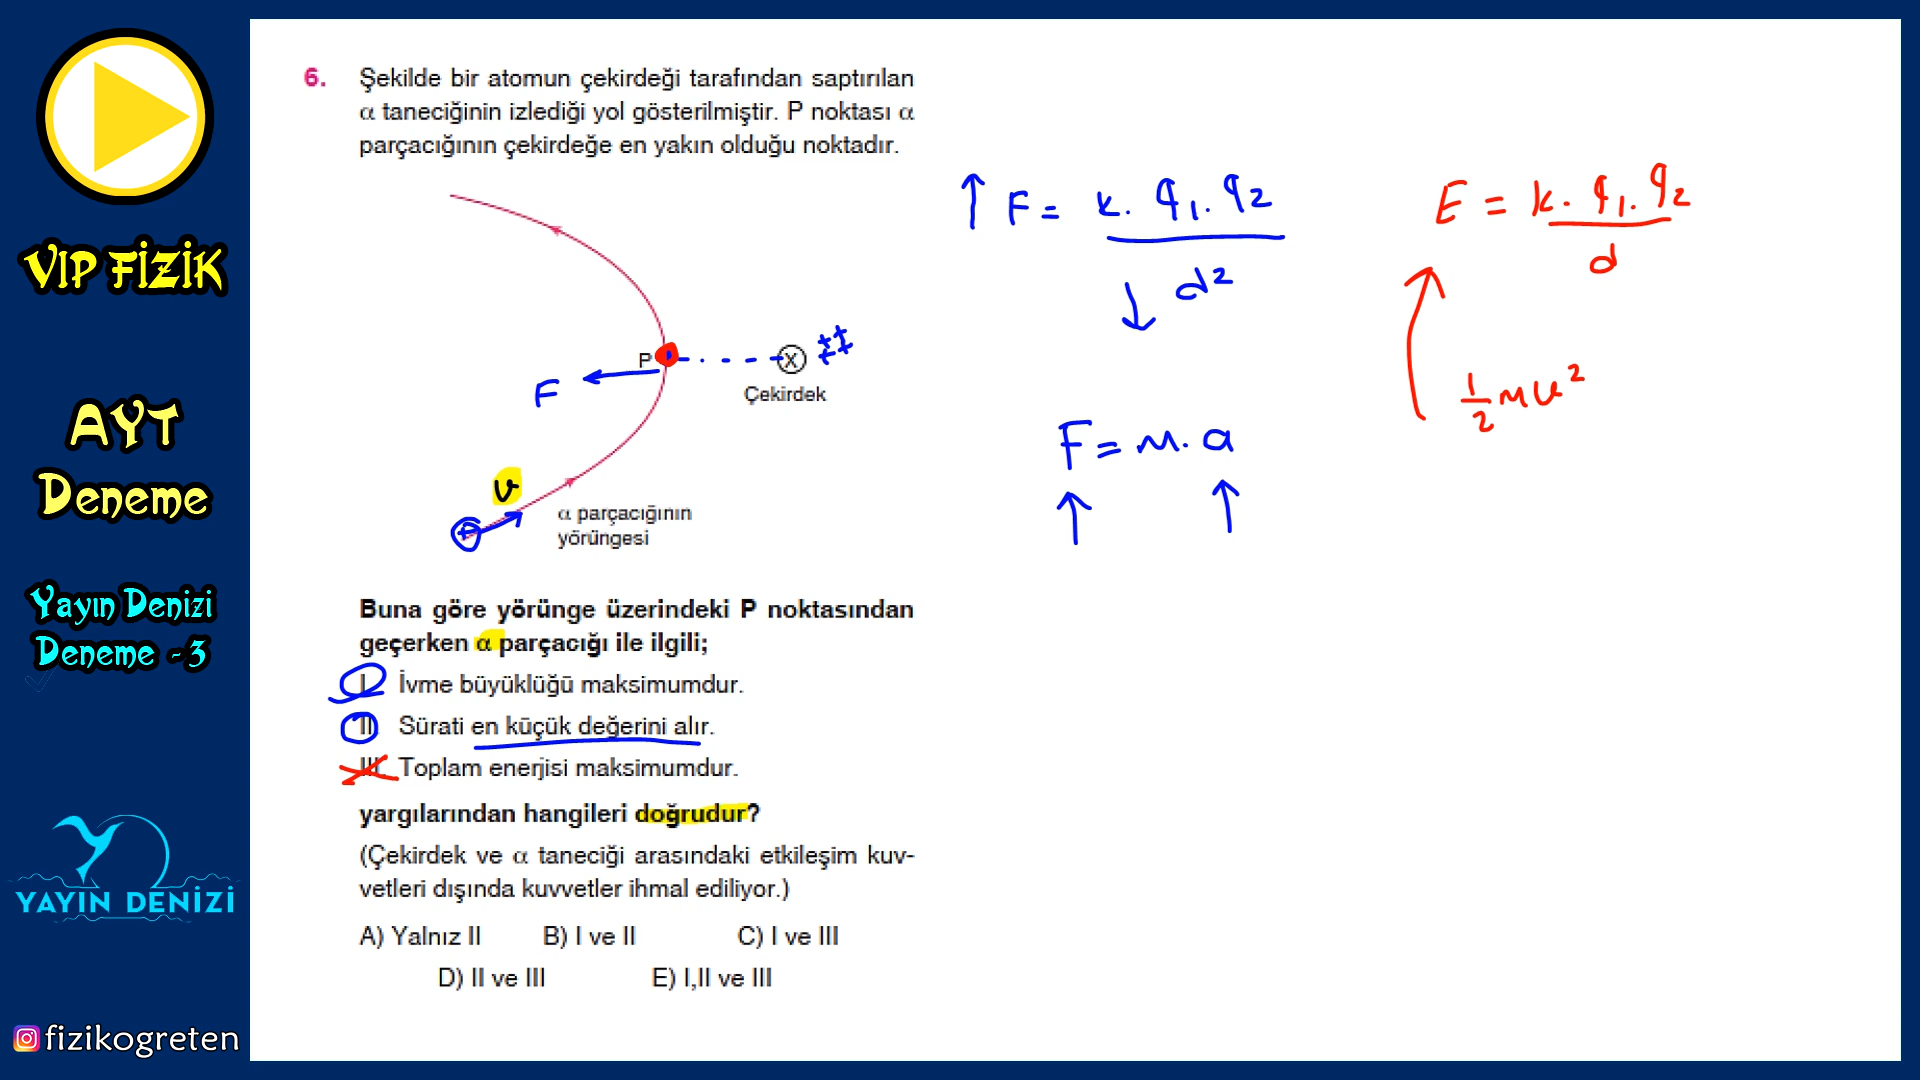 VIP FİZİK
AYT
Deneme
Yayın Denizi
Deneme - 3
YAYIN DENİZİ
fizikogreten
6. Şekilde bir atomun çekirdeği tarafından saptırılan
α taneciğinin izlediği yol gösterilmiştir. P noktası α
parçacığının çekirdeğe en yakın olduğu noktadır.
P
X
++
++
Çekirdek
F
υ
+
α parçacığının
yörüngesi
↑ F = k. q1. q2
↓ d2
F = m. a
↑ ↑
E = k. q1. q2
d
1/2 mυ2
Buna göre yörünge üzerindeki P noktasından
geçerken α parçacığı ile ilgili;
I. İvme büyüklüğü maksimumdur.
II. Sürati en küçük değerini alır.
III. Toplam enerjisi maksimumdur.
yargılarından hangileri doğrudur?
(Çekirdek ve α taneciği arasındaki etkileşim kuv-
vetleri dışında kuvvetler ihmal ediliyor.)
A) Yalnız II B) I ve II C) I ve III
D) II ve III E) I,II ve III